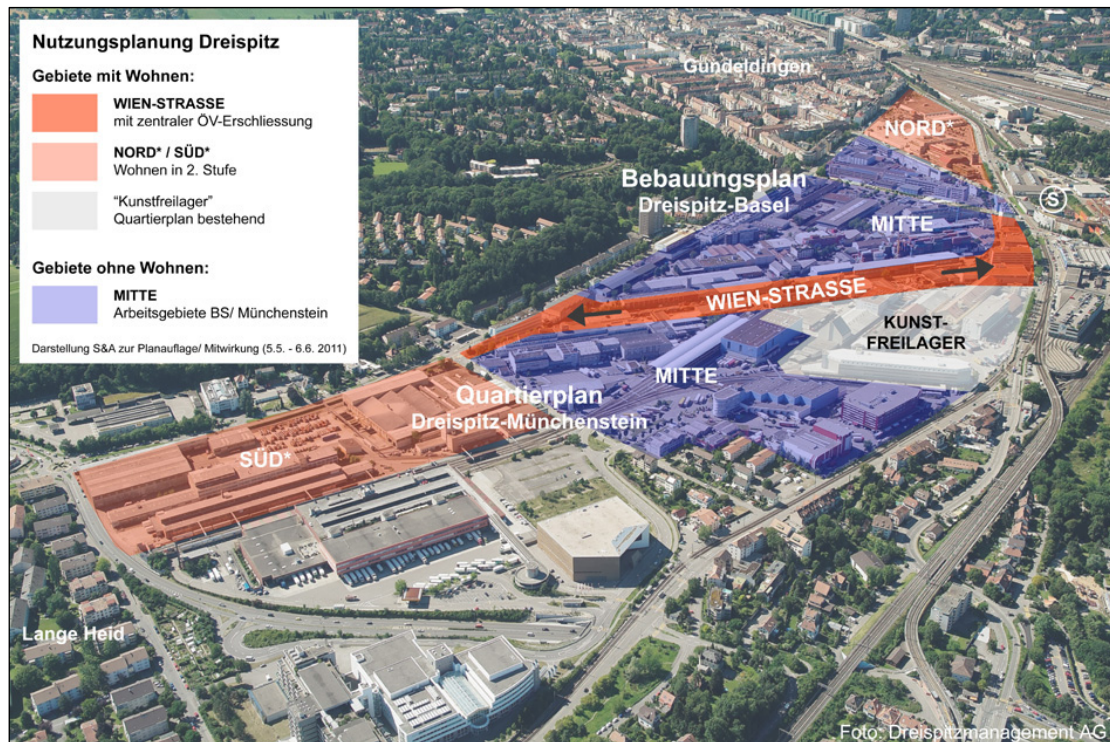 Nutzungsplanung Dreispitz
Gebiete mit Wohnen:
WIEN-STRASSE
mit zentraler ÖV-Erschliessung
NORD* / SÜD*
Wohnen in 2. Stufe
"Kunstfreilager"
Quartierplan bestehend
Gebiete ohne Wohnen:
MITTE
Arbeitsgebiete BS/ Münchenstein
Darstellung S&A zur Planauflage/ Mitwirkung (5.5. - 6.6. 2011)
Gundeldingen
NORD*
Bebauungsplan
Dreispitz-Basel
S
MITTE
WIEN-STRASSE
KUNST-
FREILAGER
MITTE
Quartierplan
Dreispitz-Münchenstein
SÜD*
Lange Heid
Foto: Dreispitzmanagement AG